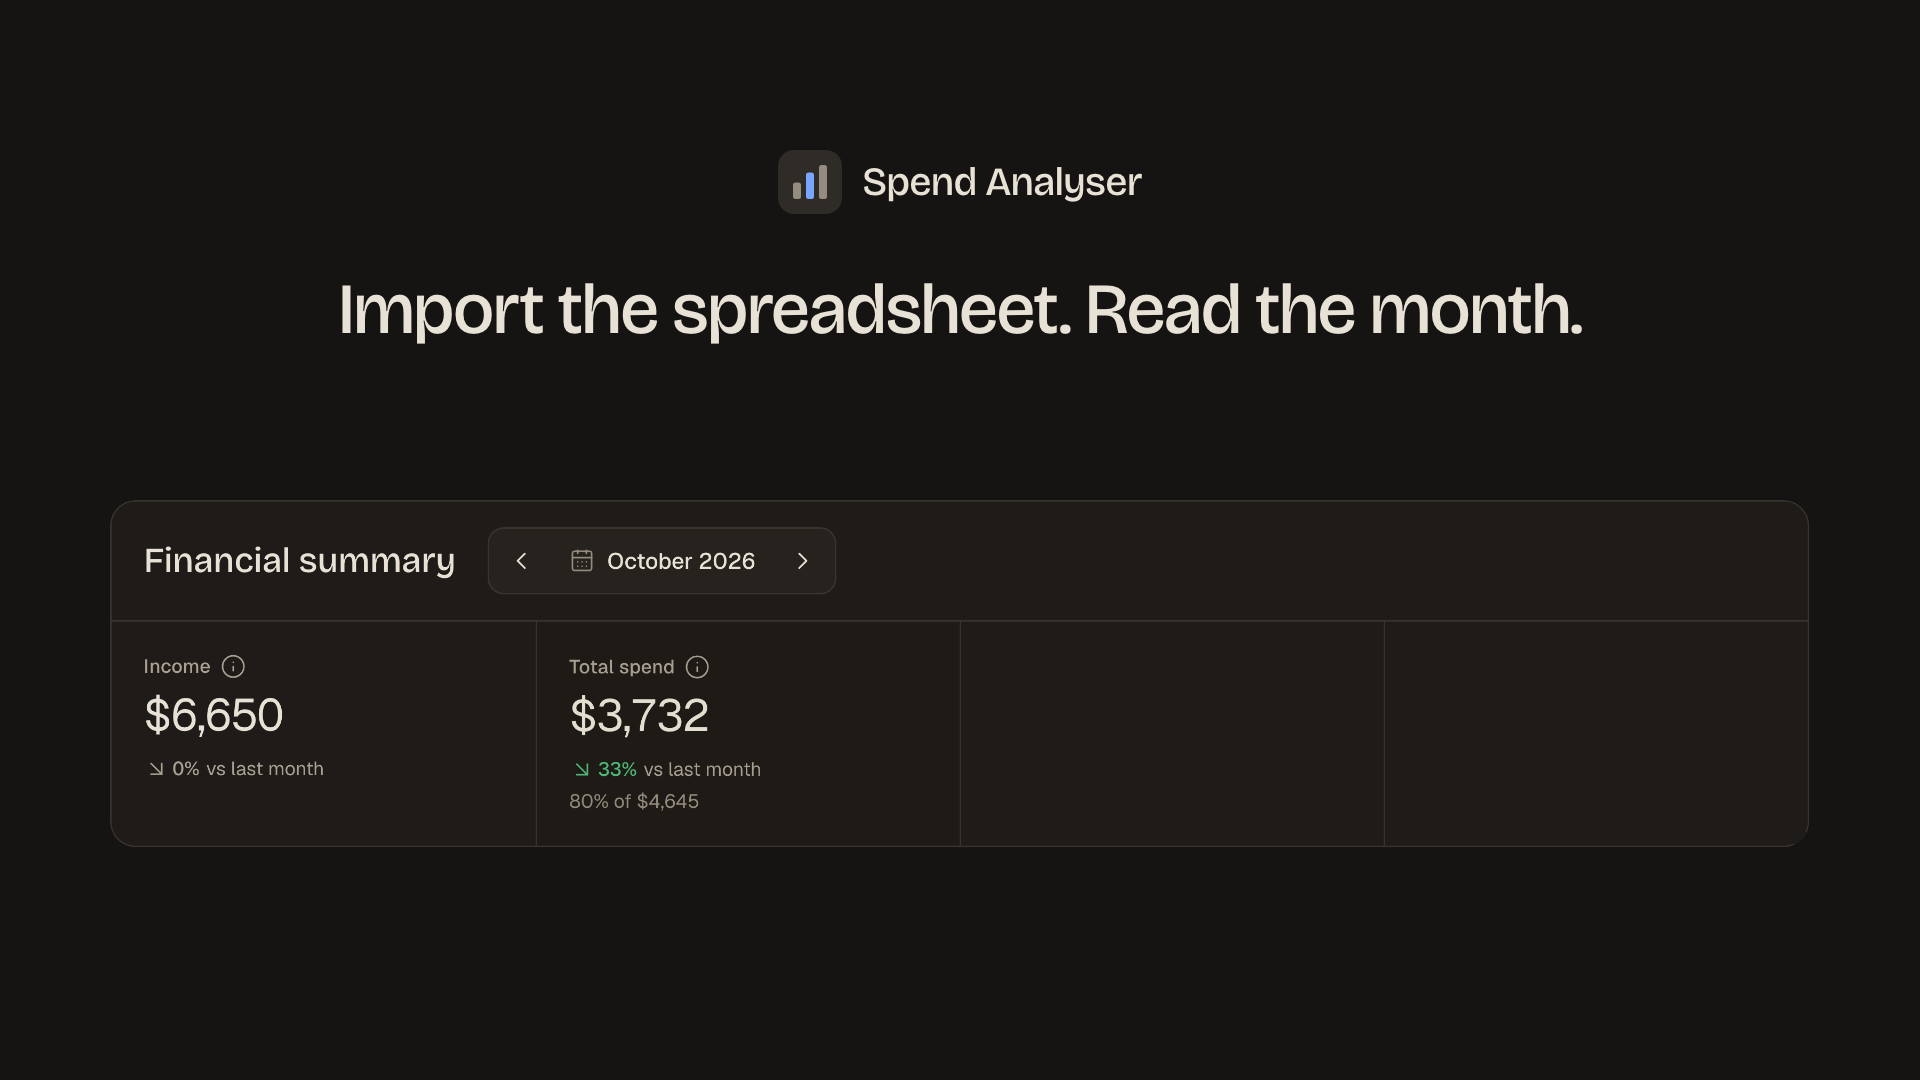 Spend Analyser
Import the spreadsheet. Read the month.
Financial summary
October 2026
Income
$6,650
0% vs last month
Total spend
$3,732
33% vs last month
80% of $4,645